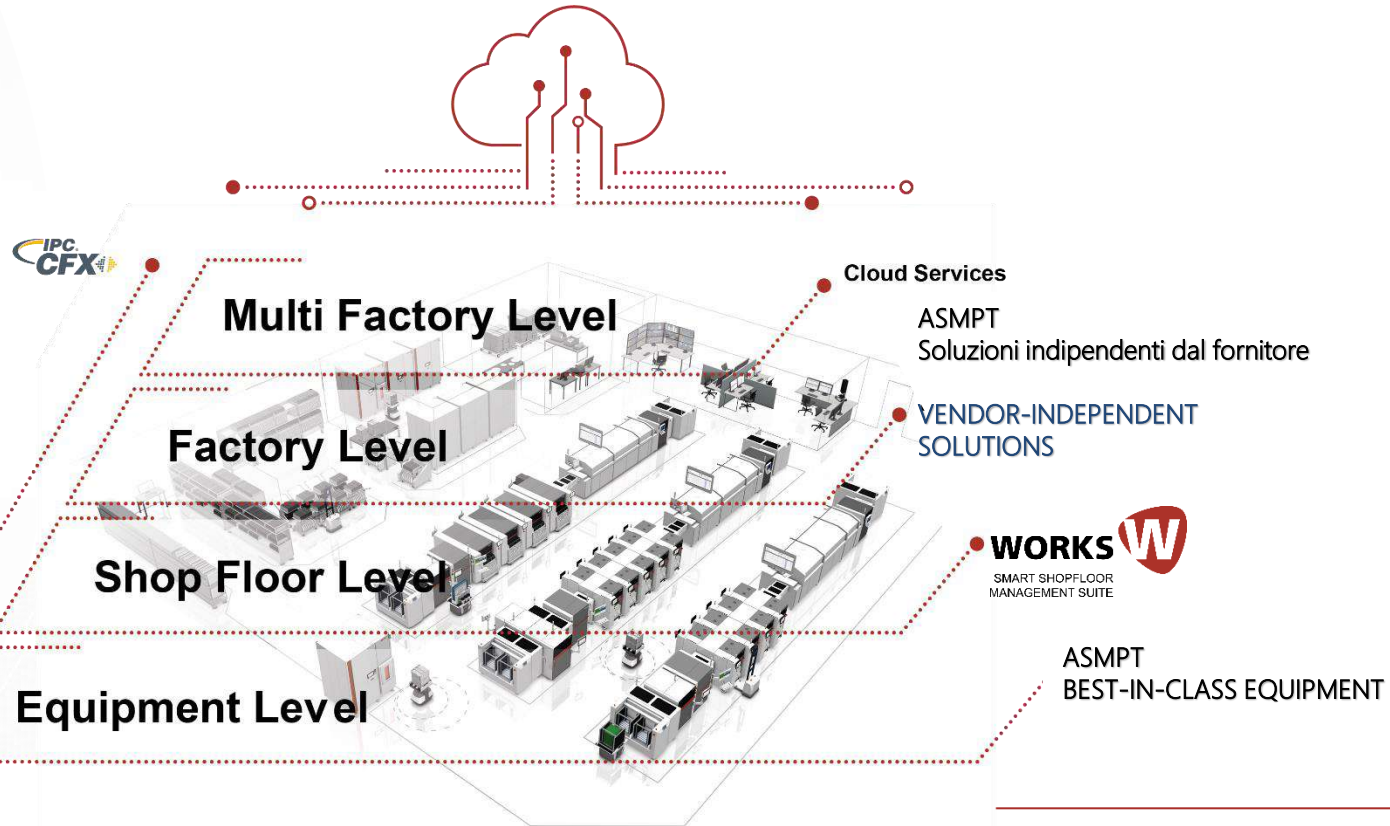 IPC.
CFX
Multi Factory Level
Factory Level
Shop Floor Level
Equipment Level
Cloud Services
ASMPT
Soluzioni indipendenti dal fornitore
VENDOR-INDEPENDENT
SOLUTIONS
WORKS W
SMART SHOPFLOOR
MANAGEMENT SUITE
ASMPT
BEST-IN-CLASS EQUIPMENT